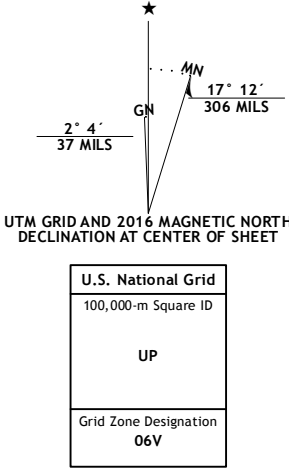 MN
GN
17° 12´
306 MILS
2° 4´
37 MILS
UTM GRID AND 2016 MAGNETIC NORTH
DECLINATION AT CENTER OF SHEET
U.S. National Grid
100,000-m Square ID
UP
Grid Zone Designation
06V